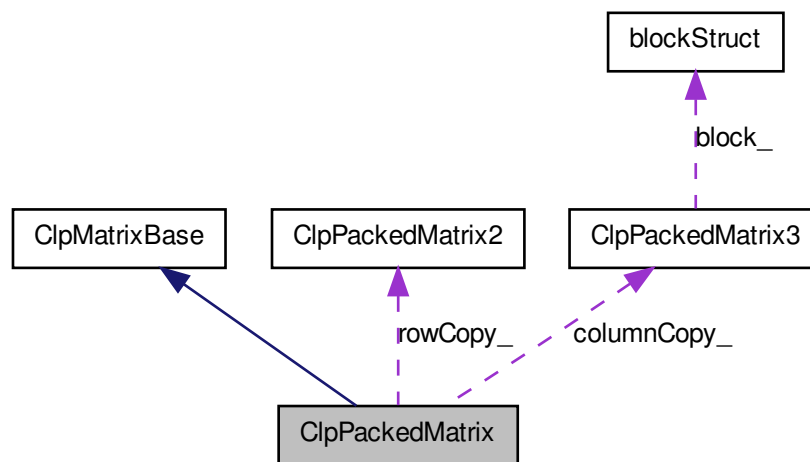 blockStruct
block_
ClpMatrixBase
ClpPackedMatrix2
ClpPackedMatrix3
rowCopy_
columnCopy_
ClpPackedMatrix